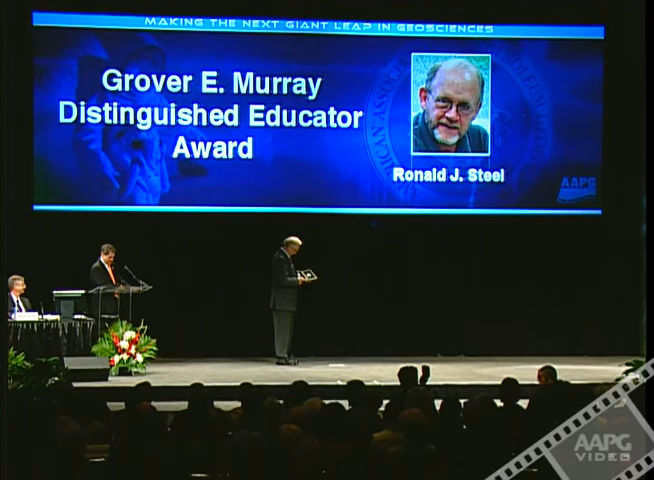 MAKING THE NEXT GIANT LEAP IN GEOSCIENCES
Grover E. Murray
Distinguished Educator
Award
Ronald J. Steel
AAPG
AAPG
VIDEO